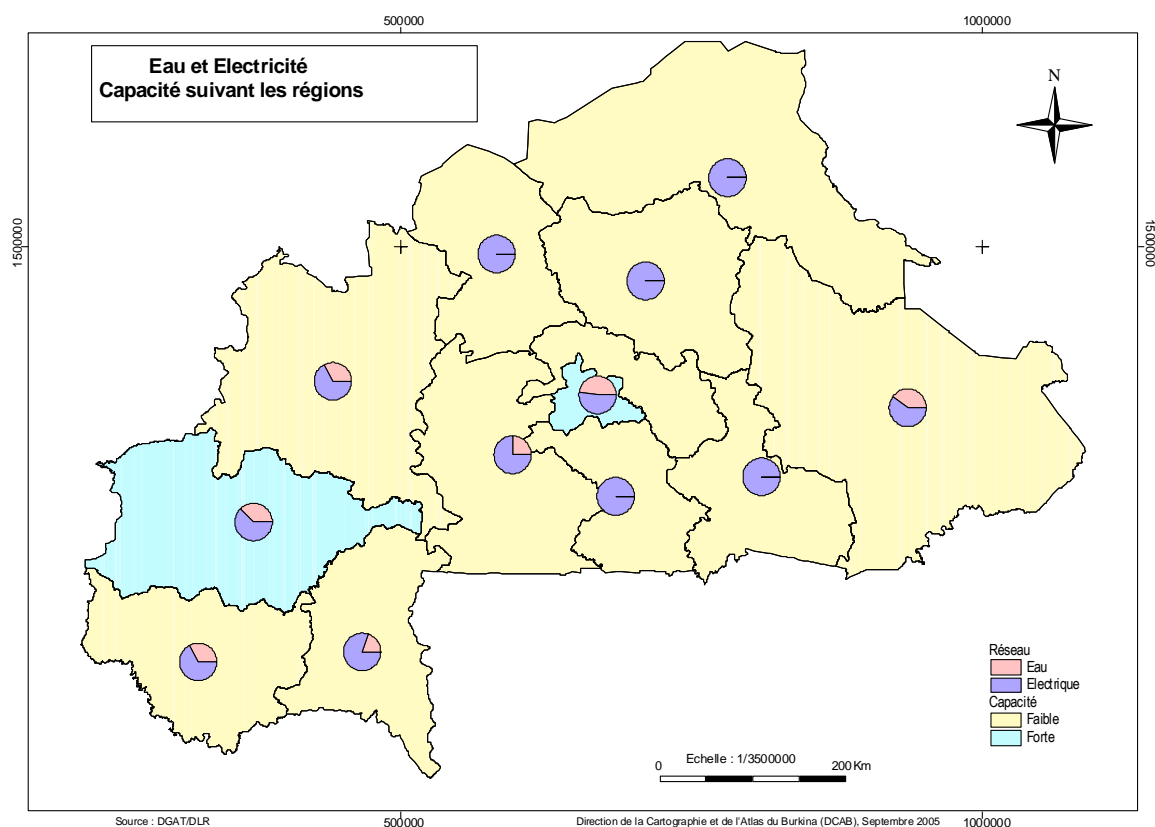 500000
1000000
Eau et Electricité
Capacité suivant les régions
N
1500000
1500000
Réseau
Eau
Electrique
Capacité
Faible
Forte
Echelle : 1/3500000
0
200 Km
Source : DGAT/DLR
500000
Direction de la Cartographie et de l'Atlas du Burkina (DCAB), Septembre 2005
1000000